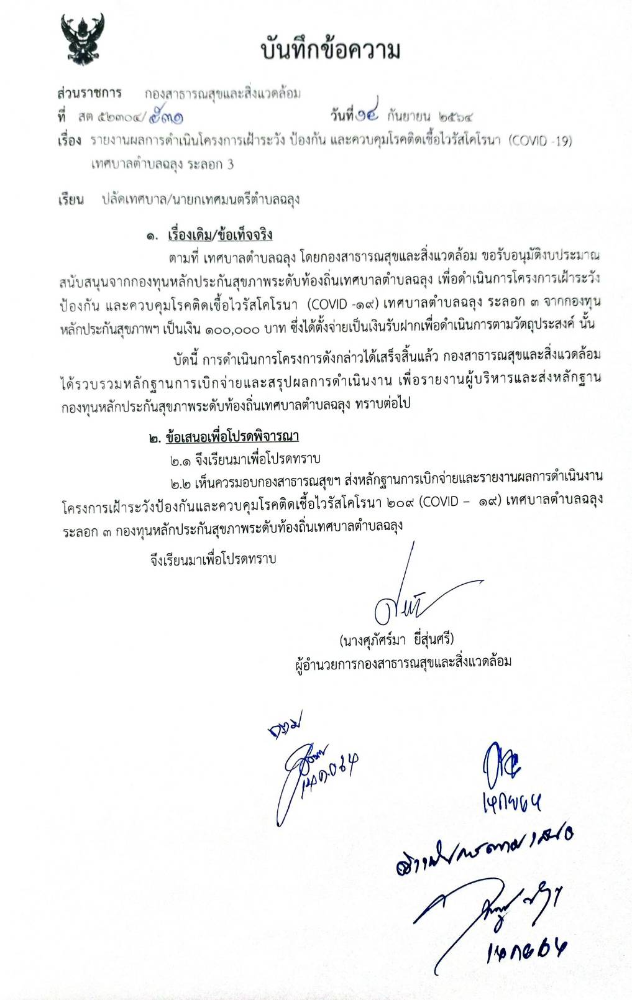 บันทึกข้อความ
ส่วนราชการ กองสาธารณสุขและสิ่งแวดล้อม
ที่ สต ๕๒๓๐๔/๕๓๑ วันที่ ๑๔ กันยายน ๒๕๖๔
เรื่อง รายงานผลการดำเนินโครงการเฝ้าระวัง ป้องกัน และควบคุมโรคติดเชื้อไวรัสโคโรนา (COVID -19)
เทศบาลตำบลฉลุง ระลอก 3
เรียน ปลัดเทศบาล/นายกเทศมนตรีตำบลฉลุง
๑. เรื่องเดิม/ข้อเท็จจริง
ตามที่ เทศบาลตำบลฉลุง โดยกองสาธารณสุขและสิ่งแวดล้อม ขอรับอนุมัติงบประมาณ
สนับสนุนจากกองทุนหลักประกันสุขภาพระดับท้องถิ่นเทศบาลตำบลฉลุง เพื่อดำเนินการโครงการเฝ้าระวัง
ป้องกัน และควบคุมโรคติดเชื้อไวรัสโคโรนา (COVID -๑๙) เทศบาลตำบลฉลุง ระลอก ๓ จากกองทุน
หลักประกันสุขภาพฯ เป็นเงิน ๑๐๐,๐๐๐ บาท ซึ่งได้ตั้งจ่ายเป็นเงินรับฝากเพื่อดำเนินการตามวัตถุประสงค์ นั้น
บัดนี้ การดำเนินการโครงการดังกล่าวได้เสร็จสิ้นแล้ว กองสาธารณสุขและสิ่งแวดล้อม
ได้รวบรวมหลักฐานการเบิกจ่ายและสรุปผลการดำเนินงาน เพื่อรายงานผู้บริหารและส่งหลักฐาน
กองทุนหลักประกันสุขภาพระดับท้องถิ่นเทศบาลตำบลฉลุง ทราบต่อไป
๒. ข้อเสนอเพื่อโปรดพิจารณา
๒.๑ จึงเรียนมาเพื่อโปรดทราบ
๒.๒ เห็นควรมอบกองสาธารณสุขฯ ส่งหลักฐานการเบิกจ่ายและรายงานผลการดำเนินงาน
โครงการเฝ้าระวังป้องกันและควบคุมโรคติดเชื้อไวรัสโคโรนา ๒๐๑๙ (COVID – ๑๙) เทศบาลตำบลฉลุง
ระลอก ๓ กองทุนหลักประกันสุขภาพระดับท้องถิ่นเทศบาลตำบลฉลุง
จึงเรียนมาเพื่อโปรดทราบ
(นางศุภัศร์มา ยี่สุ่นศรี)
ผู้อำนวยการกองสาธารณสุขและสิ่งแวดล้อม
ทราบ
14 ก.ย 64
14 กย 64